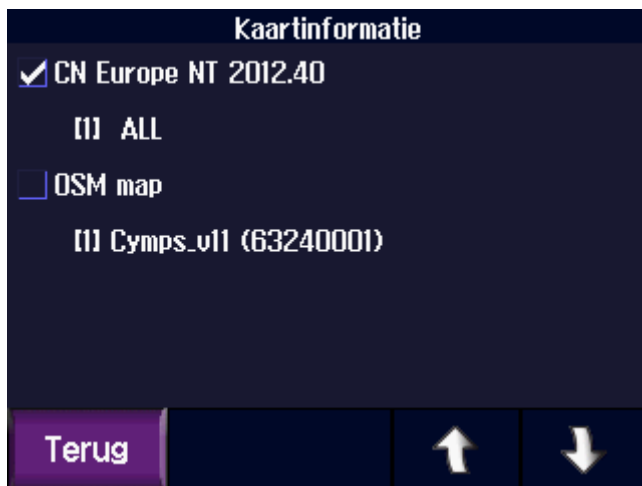 Kaartinformatie
CN Europe NT 2012.40
[1] ALL
OSM map
[1] Cymps_v11 (63240001)
Terug